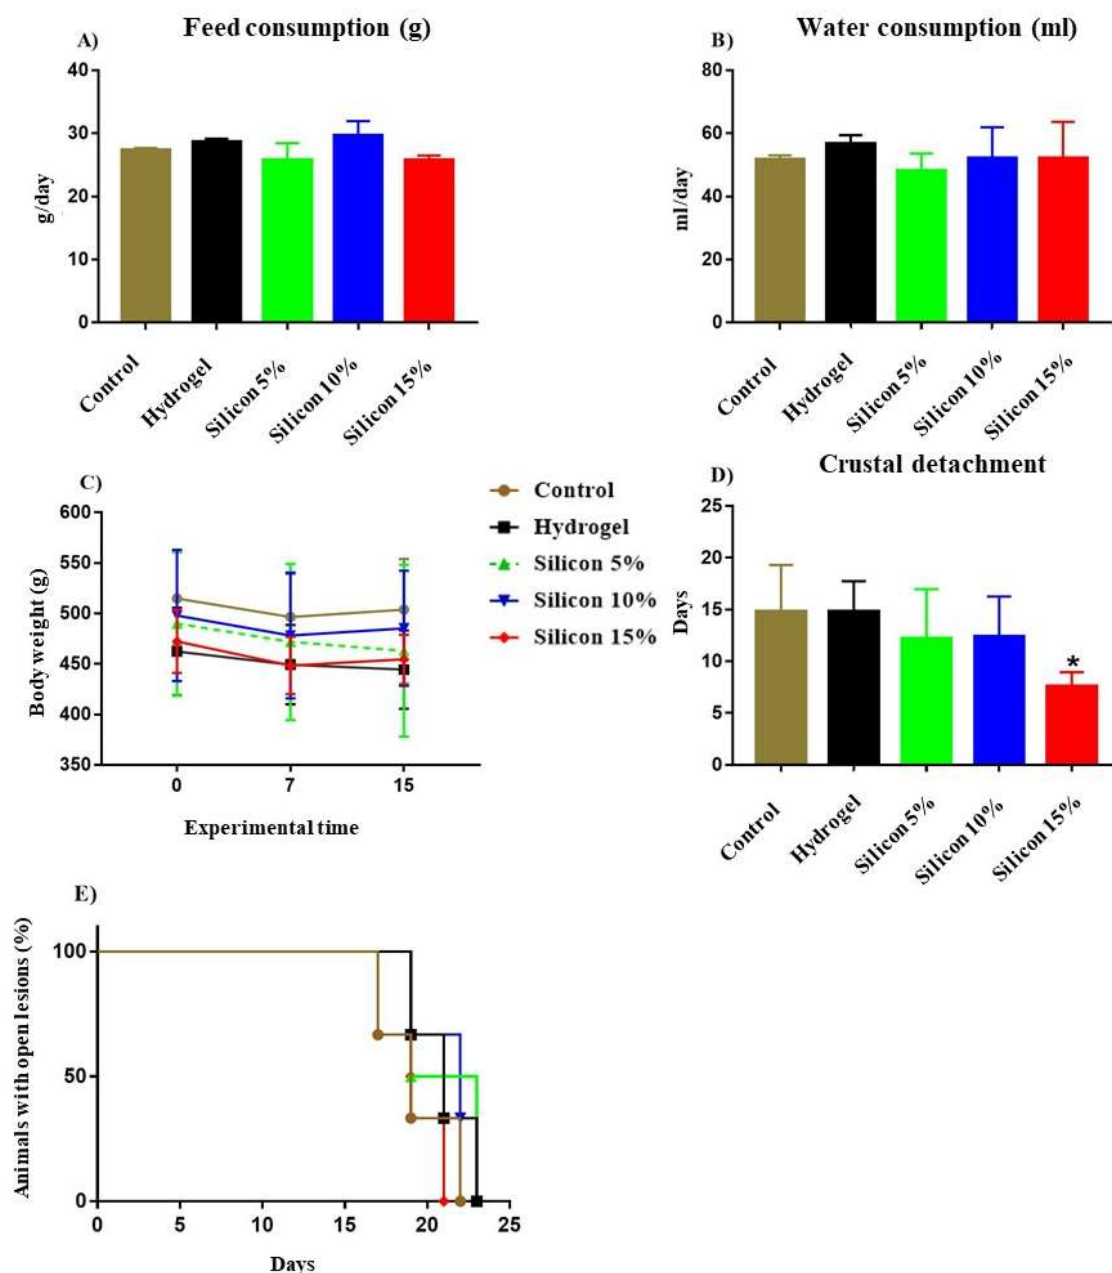 A)
Feed consumption (g)
40
30
20
10
0
g/day
Control
Hydrogel
Silicon 5%
Silicon 10%
Silicon 15%
B)
Water consumption (ml)
80
60
40
20
0
ml/day
Control
Hydrogel
Silicon 5%
Silicon 10%
Silicon 15%
C)
600
550
500
450
400
350
Body weight (g)
0 7 15
Experimental time
Control
Hydrogel
Silicon 5%
Silicon 10%
Silicon 15%
D)
Crustal detachment
25
20
15
10
5
0
Days
*
Control
Hydrogel
Silicon 5%
Silicon 10%
Silicon 15%
E)
100
50
0
Animals with open lesions (%)
0 5 10 15 20 25
Days